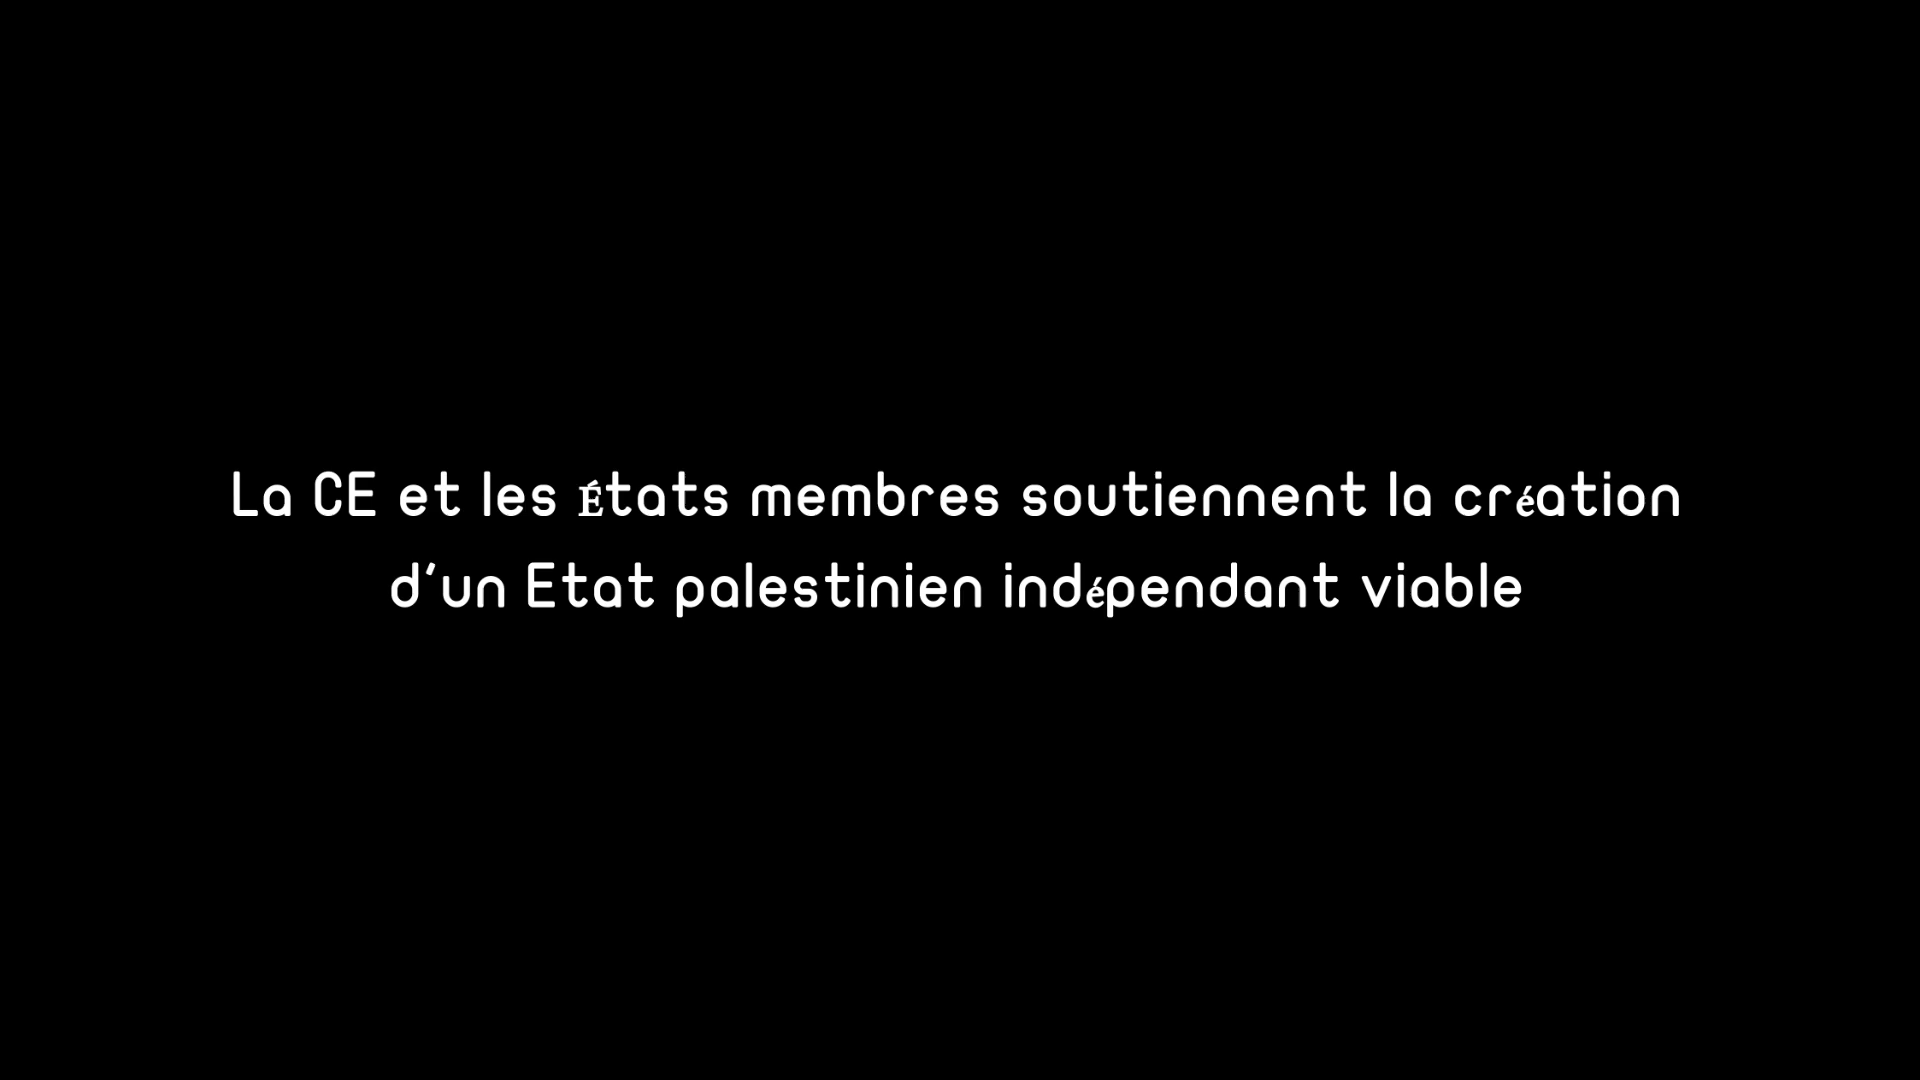 La CE et les États membres soutiennent la création
d'un Etat palestinien indépendant viable